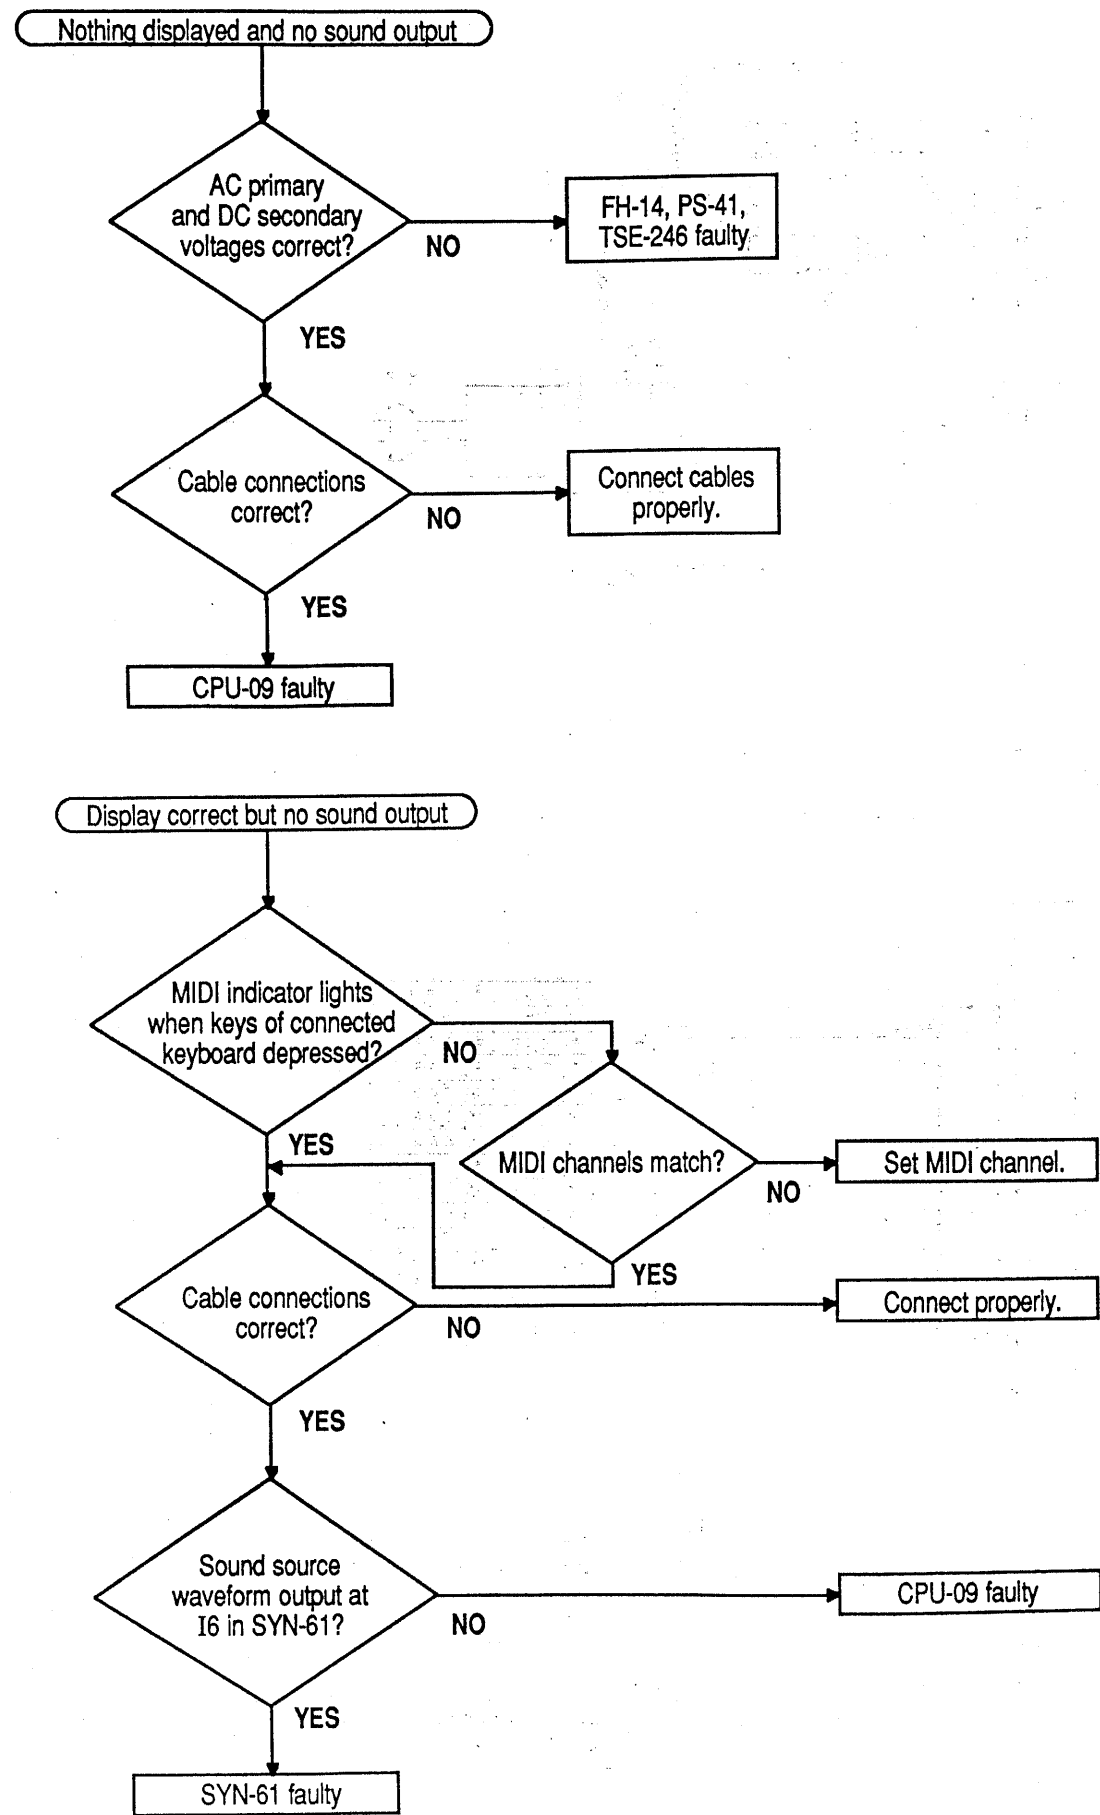 Nothing displayed and no sound output
AC primary
and DC secondary
voltages correct?
NO
FH-14, PS-41,
TSE-246 faulty
YES
Cable connections
correct?
NO
Connect cables
properly.
YES
CPU-09 faulty
Display correct but no sound output
MIDI indicator lights
when keys of connected
keyboard depressed?
NO
YES
MIDI channels match?
NO
Set MIDI channel.
YES
Cable connections
correct?
NO
Connect properly.
YES
Sound source
waveform output at
I6 in SYN-61?
NO
CPU-09 faulty
YES
SYN-61 faulty